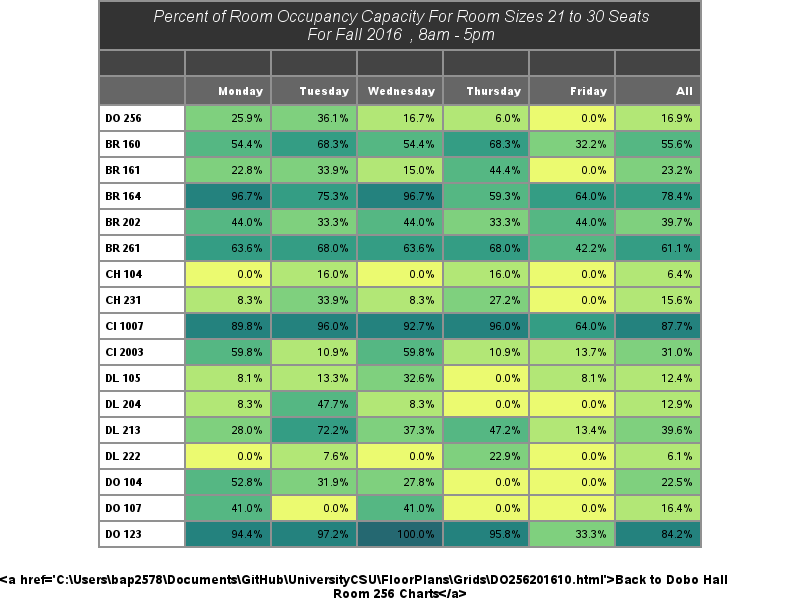 Percent of Room Occupancy Capacity For Room Sizes 21 to 30 Seats
For Fall 2016 , 8am - 5pm
Monday Tuesday Wednesday Thursday Friday All
DO 256 25.9% 36.1% 16.7% 6.0% 0.0% 16.9%
BR 160 54.4% 68.3% 54.4% 68.3% 32.2% 55.6%
BR 161 22.8% 33.9% 15.0% 44.4% 0.0% 23.2%
BR 164 96.7% 75.3% 96.7% 59.3% 64.0% 78.4%
BR 202 44.0% 33.3% 44.0% 33.3% 44.0% 39.7%
BR 261 63.6% 68.0% 63.6% 68.0% 42.2% 61.1%
CH 104 0.0% 16.0% 0.0% 16.0% 0.0% 6.4%
CH 231 8.3% 33.9% 8.3% 27.2% 0.0% 15.6%
CI 1007 89.8% 96.0% 92.7% 96.0% 64.0% 87.7%
CI 2003 59.8% 10.9% 59.8% 10.9% 13.7% 31.0%
DL 105 8.1% 13.3% 32.6% 0.0% 8.1% 12.4%
DL 204 8.3% 47.7% 8.3% 0.0% 0.0% 12.9%
DL 213 28.0% 72.2% 37.3% 47.2% 13.4% 39.6%
DL 222 0.0% 7.6% 0.0% 22.9% 0.0% 6.1%
DO 104 52.8% 31.9% 27.8% 0.0% 0.0% 22.5%
DO 107 41.0% 0.0% 41.0% 0.0% 0.0% 16.4%
DO 123 94.4% 97.2% 100.0% 95.8% 33.3% 84.2%
<a href='C:\Users\bap2578\Documents\GitHub\UniversityCSU\FloorPlans\Grids\DO256201610.html'>Back to Dobo Hall
Room 256 Charts</a>